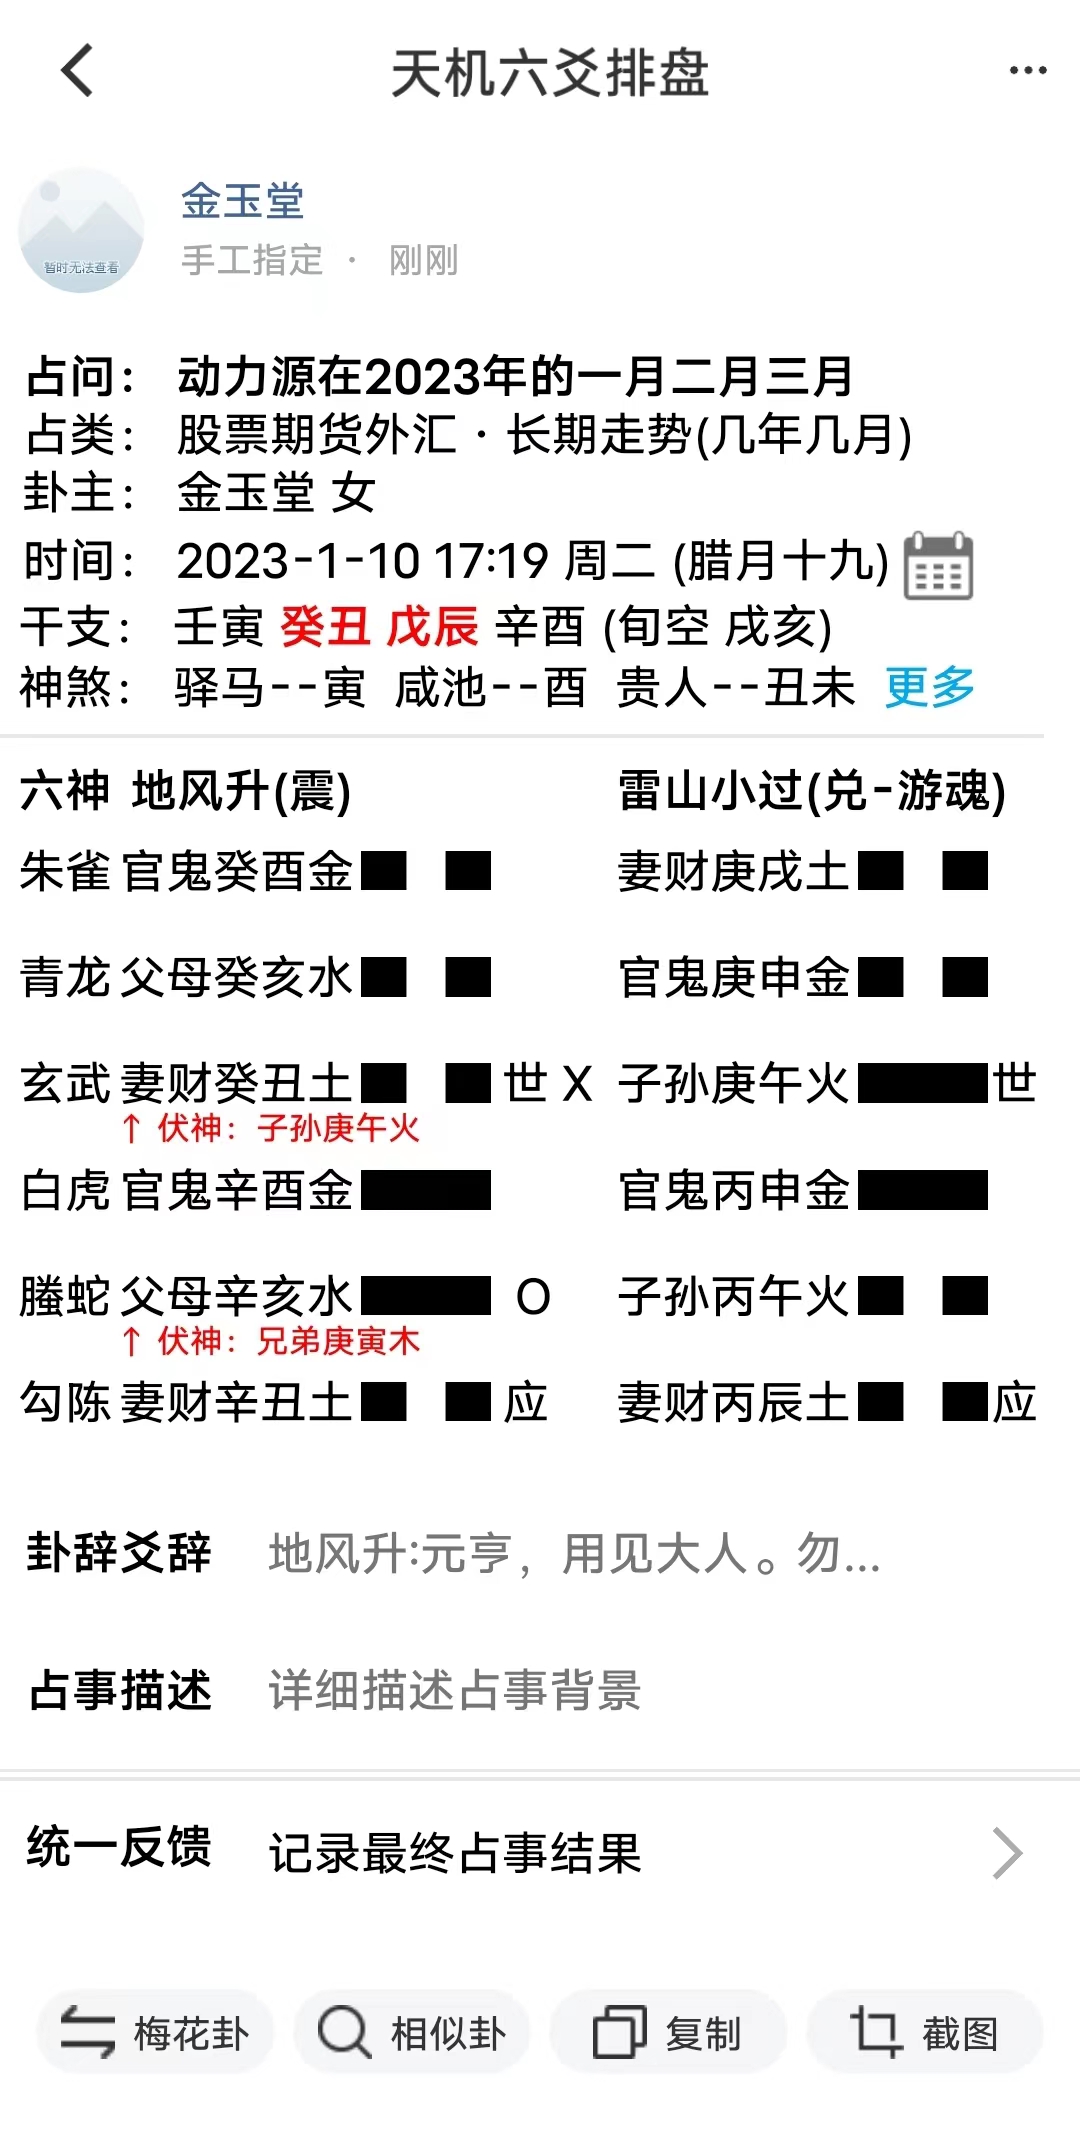 天机六爻排盘
金玉堂
暂时无法查看
手工指定 · 刚刚
占问： 动力源在2023年的一月二月三月
占类： 股票期货外汇 · 长期走势(几年几月)
卦主： 金玉堂 女
时间： 2023-1-10 17:19 周二 (腊月十九)
干支： 壬寅 癸丑 戊辰 辛酉 (旬空 戌亥)
神煞： 驿马--寅 咸池--酉 贵人--丑未 更多
六神 地风升(震) 雷山小过(兑-游魂)
朱雀 官鬼癸酉金 妻财庚戌土
青龙 父母癸亥水 官鬼庚申金
玄武 妻财癸丑土 世 X 子孙庚午火 世
↑ 伏神：子孙庚午火
白虎 官鬼辛酉金 官鬼丙申金
螣蛇 父母辛亥水 O 子孙丙午火
↑ 伏神：兄弟庚寅木
勾陈 妻财辛丑土 应 妻财丙辰土 应
卦辞爻辞 地风升:元亨，用见大人。勿...
占事描述 详细描述占事背景
统一反馈 记录最终占事结果
梅花卦 相似卦 复制 截图